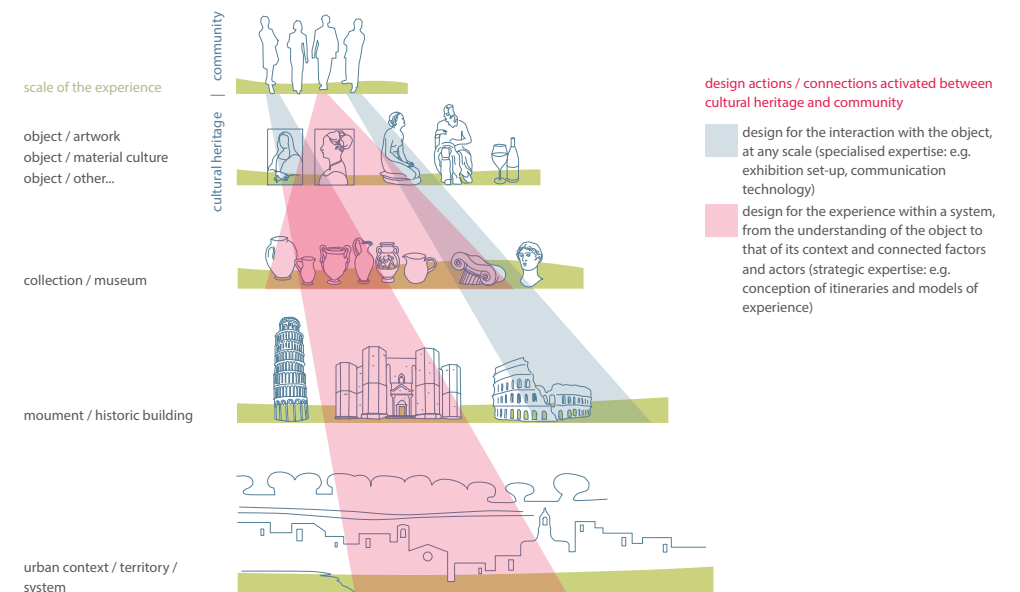 community
|
cultural heritage
scale of the experience
object / artwork
object / material culture
object / other...
collection / museum
moument / historic building
urban context / territory /
system
design actions / connections activated between
cultural heritage and community
design for the interaction with the object,
at any scale (specialised expertise: e.g.
exhibition set-up, communication
technology)
design for the experience within a system,
from the understanding of the object to
that of its context and connected factors
and actors (strategic expertise: e.g.
conception of itineraries and models of
experience)